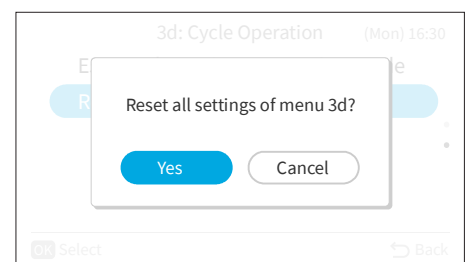 3d: Cycle Operation (Mon) 16:30
Reset all settings of menu 3d?
Yes Cancel
OK Select Back